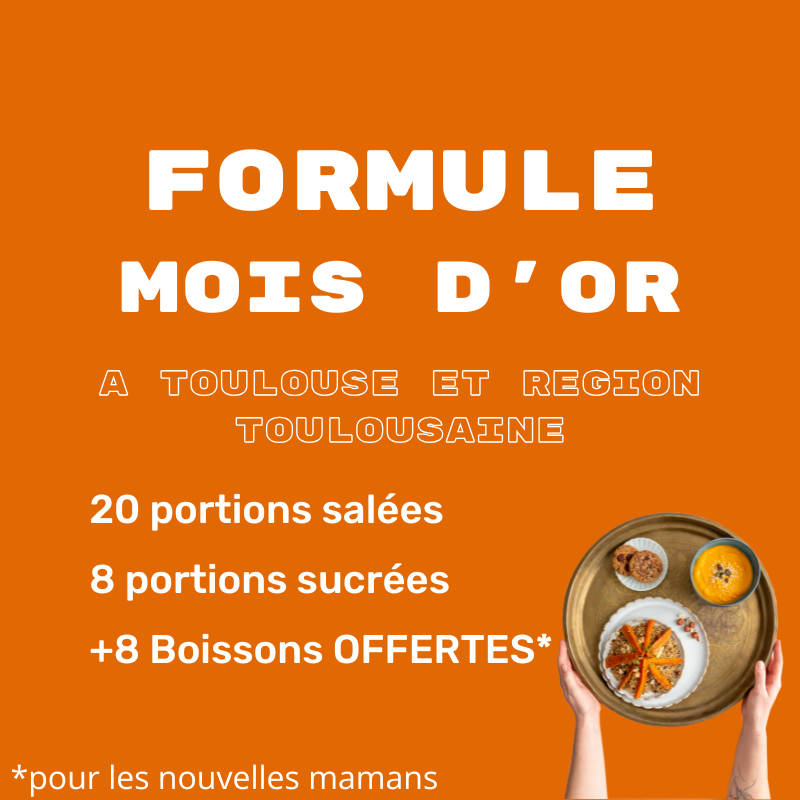 FORMULE
MOIS D'OR
A TOULOUSE ET REGION
TOULOUSAINE
20 portions salées
8 portions sucrées
+8 Boissons OFFERTES*
*pour les nouvelles mamans